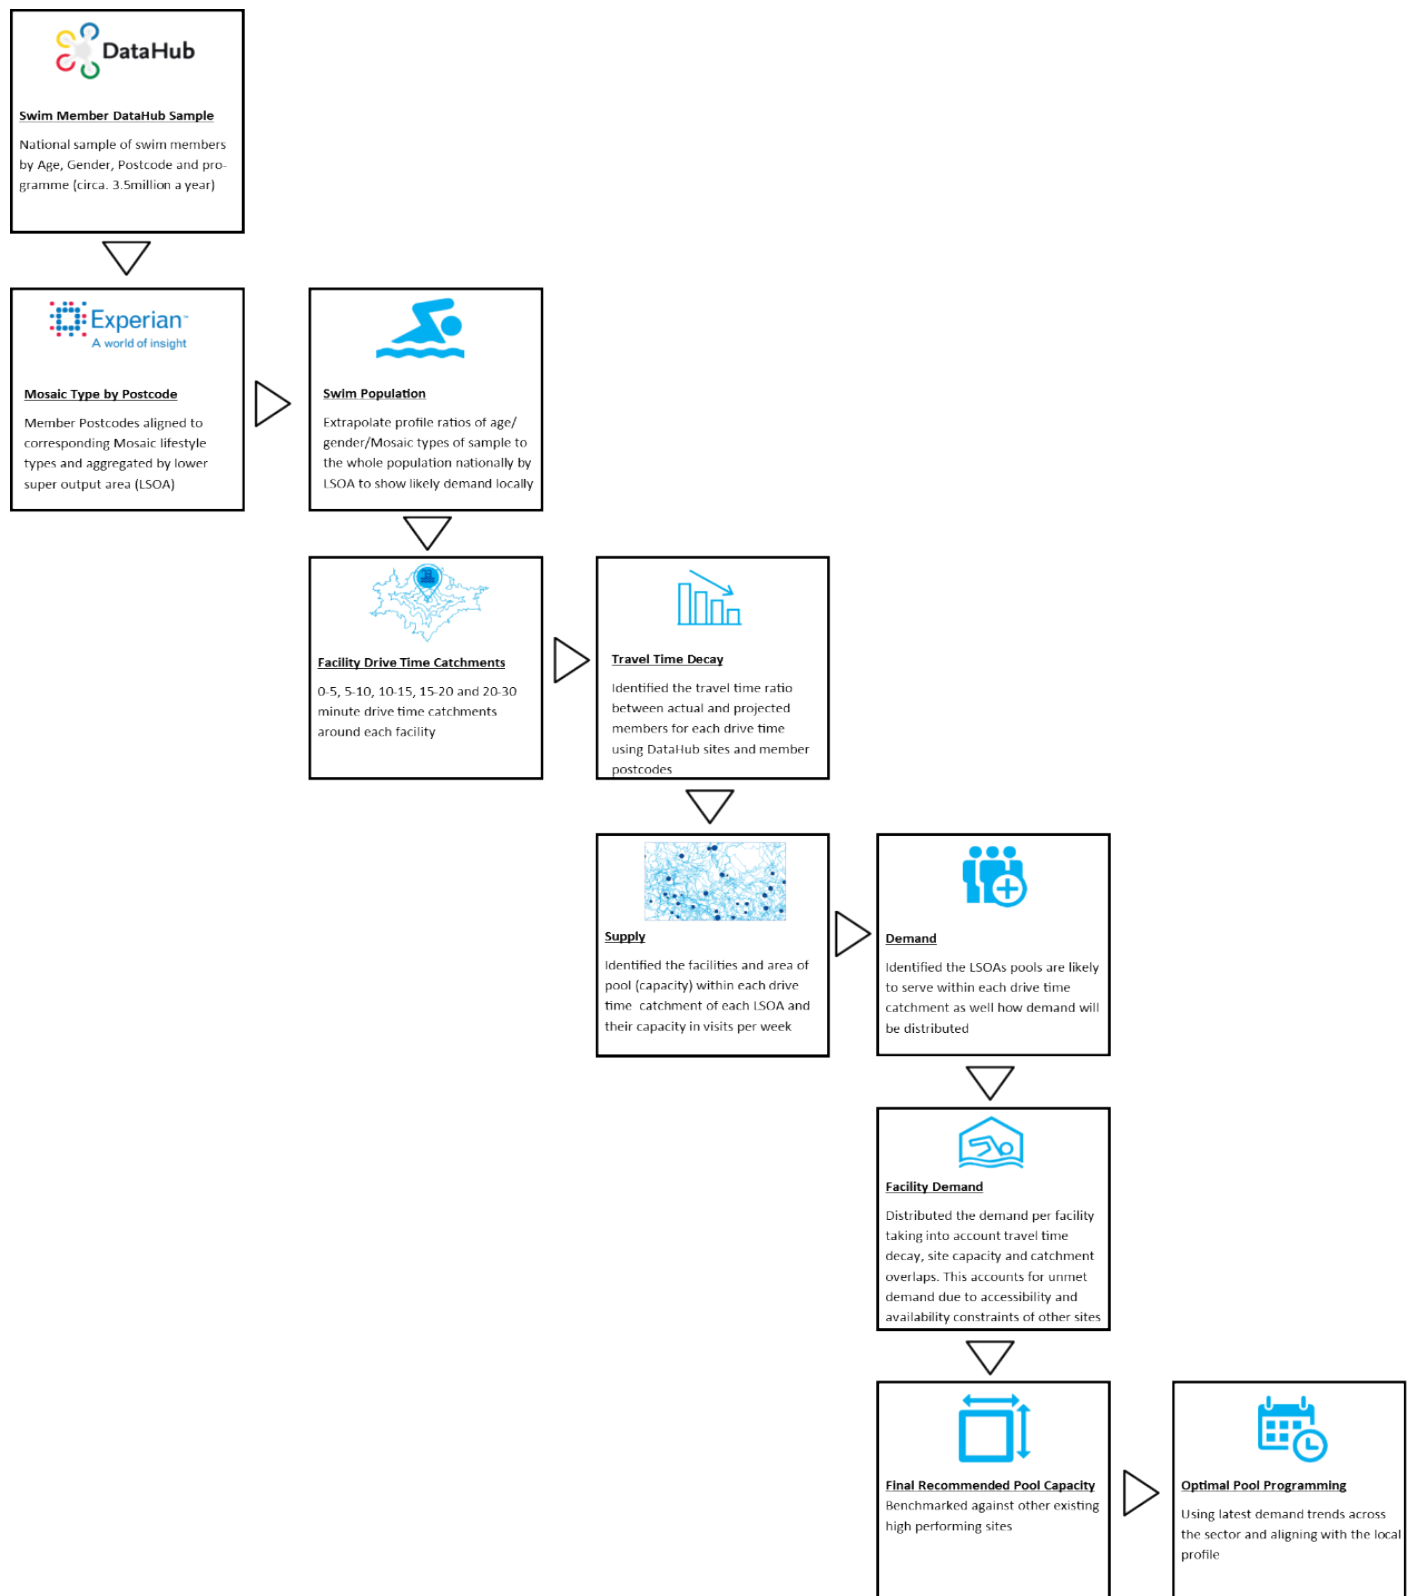 DataHub
Swim Member DataHub Sample
National sample of swim members
by Age, Gender, Postcode and pro-
gramme (circa. 3.5million a year)
Experian™
A world of insight
Mosaic Type by Postcode
Member Postcodes aligned to
corresponding Mosaic lifestyle
types and aggregated by lower
super output area (LSOA)
Swim Population
Extrapolate profile ratios of age/
gender/Mosaic types of sample to
the whole population nationally by
LSOA to show likely demand locally
Facility Drive Time Catchments
0-5, 5-10, 10-15, 15-20 and 20-30
minute drive time catchments
around each facility
Travel Time Decay
Identified the travel time ratio
between actual and projected
members for each drive time
using DataHub sites and member
postcodes
Supply
Identified the facilities and area of
pool (capacity) within each drive
time catchment of each LSOA and
their capacity in visits per week
Demand
Identified the LSOAs pools are likely
to serve within each drive time
catchment as well how demand will
be distributed
Facility Demand
Distributed the demand per facility
taking into account travel time
decay, site capacity and catchment
overlaps. This accounts for unmet
demand due to accessibility and
availability constraints of other sites
Final Recommended Pool Capacity
Benchmarked against other existing
high performing sites
Optimal Pool Programming
Using latest demand trends across
the sector and aligning with the local
profile